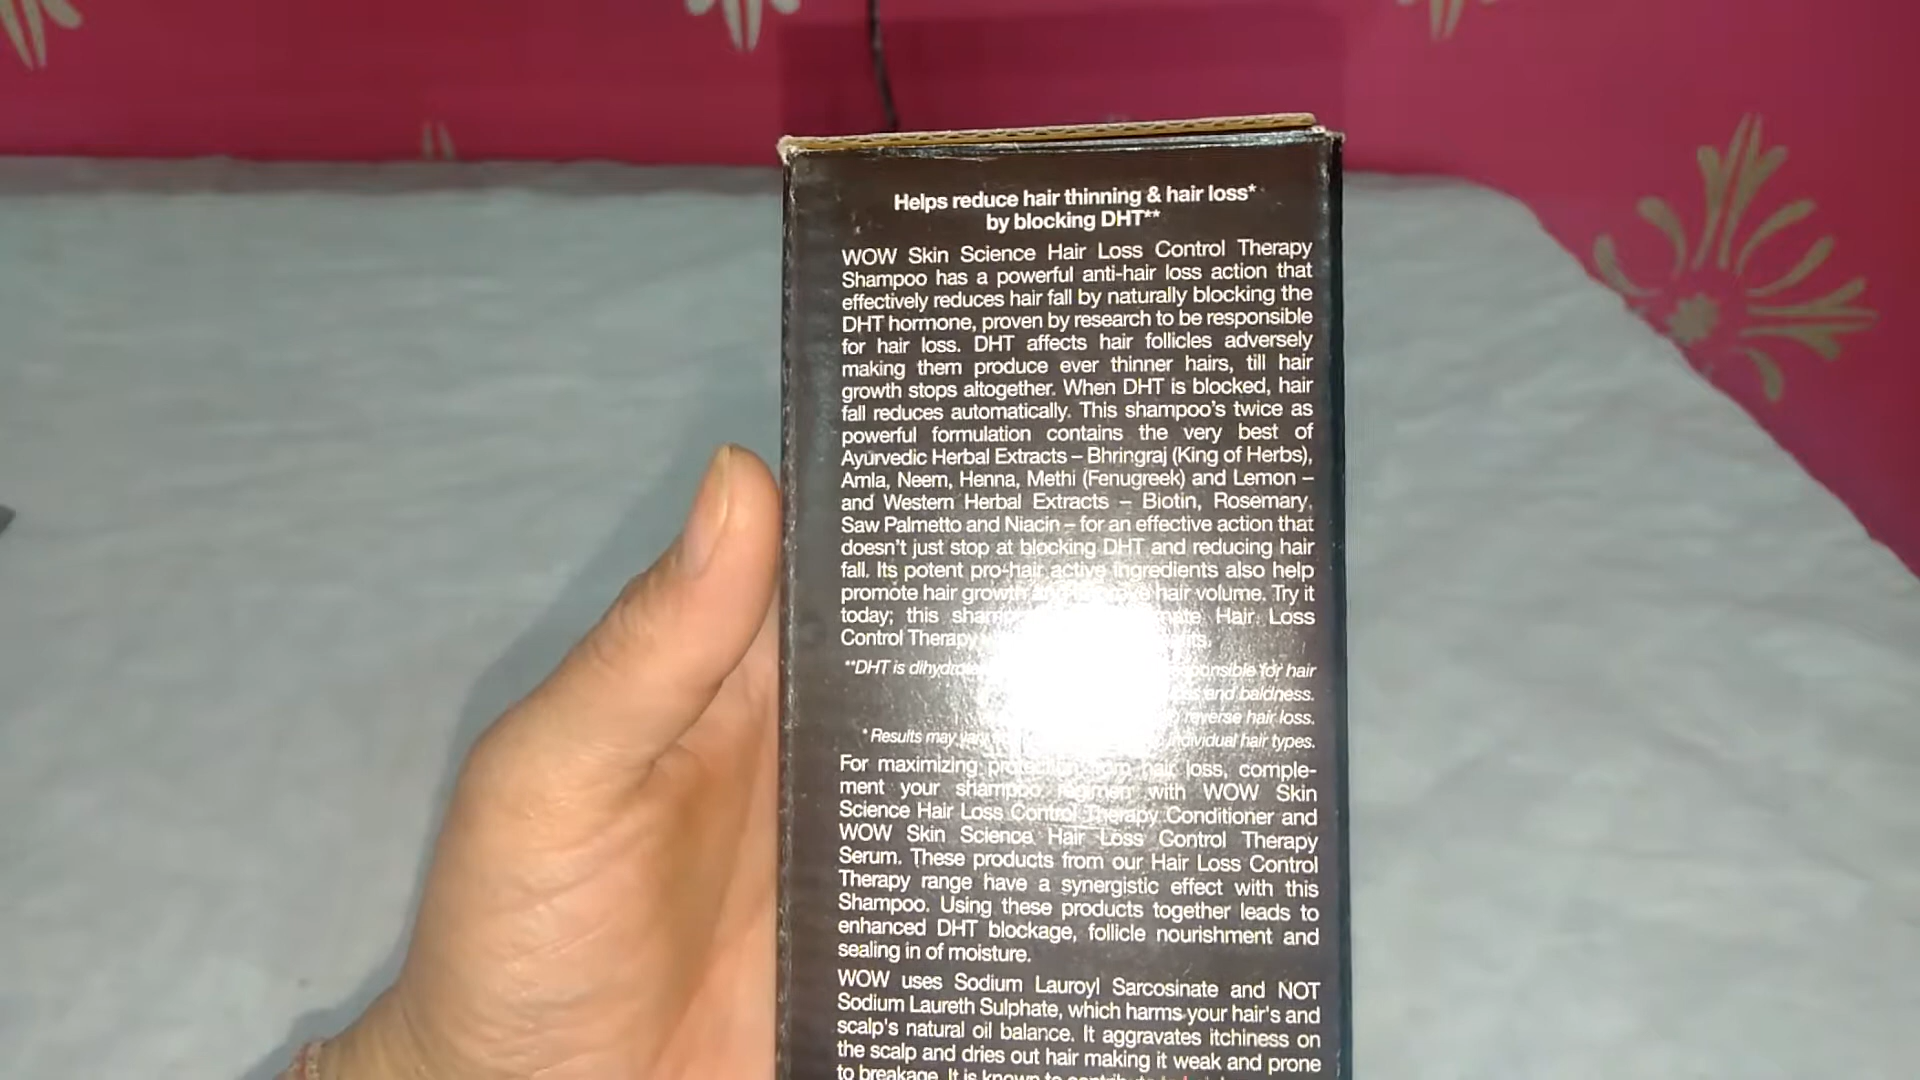 Helps reduce hair thinning & hair loss*
by blocking DHT**
WOW Skin Science Hair Loss Control Therapy
Shampoo has a powerful anti-hair loss action that
effectively reduces hair fall by naturally blocking the
DHT hormone, proven by research to be responsible
for hair loss. DHT affects hair follicles adversely
making them produce ever thinner hairs, till hair
growth stops altogether. When DHT is blocked, hair
fall reduces automatically. This shampoo's twice as
powerful formulation contains the very best of
Ayurvedic Herbal Extracts – Bhringraj (King of Herbs),
Amla, Neem, Henna, Methi (Fenugreek) and Lemon –
and Western Herbal Extracts – Biotin, Rosemary,
Saw Palmetto and Niacin – for an effective action that
doesn't just stop at blocking DHT and reducing hair
fall. Its potent pro-hair active ingredients also help
promote hair growth and hair volume. Try it
today; this Hair Loss
Control Therapy
**DHT is for hair
and baldness.
reverse hair loss.
* Results may individual hair types.
For maximizing protection from hair loss, comple-
ment your shampoo regimen with WOW Skin
Science Hair Loss Control Therapy Conditioner and
WOW Skin Science Hair Loss Control Therapy
Serum. These products from our Hair Loss Control
Therapy range have a synergistic effect with this
Shampoo. Using these products together leads to
enhanced DHT blockage, follicle nourishment and
sealing in of moisture.
WOW uses Sodium Lauroyl Sarcosinate and NOT
Sodium Laureth Sulphate, which harms your hair's and
scalp's natural oil balance. It aggravates itchiness on
the scalp and dries out hair making it weak and prone
to breakage. It is known to